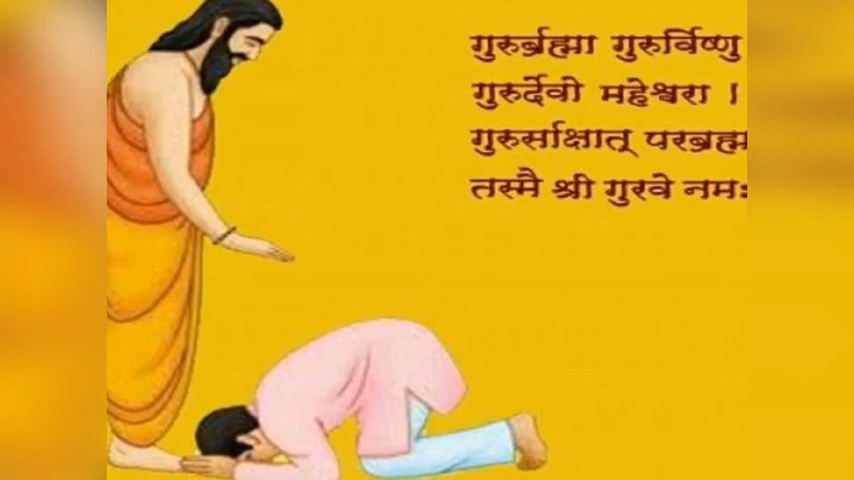 गुरुर्ब्रह्मा गुरुर्विष्णु
गुरुर्देवो महेश्वरा ।
गुरुर्साक्षात् परब्रह्म
तस्मै श्री गुरवे नमः